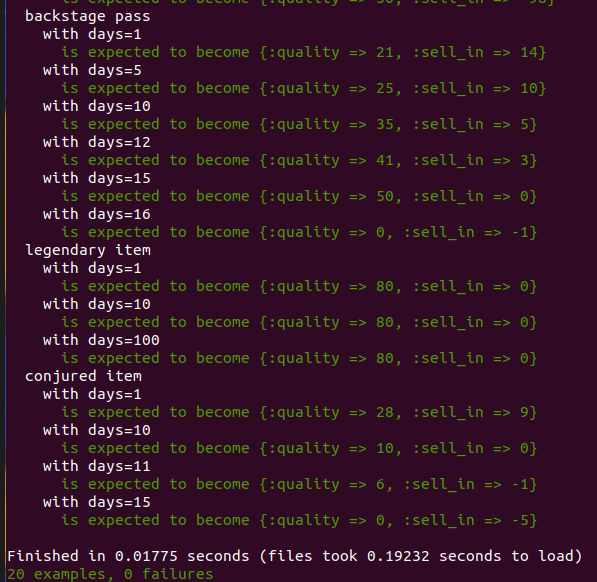 is expected to become {:quality => 50, :sell_in => -98}
backstage pass
with days=1
is expected to become {:quality => 21, :sell_in => 14}
with days=5
is expected to become {:quality => 25, :sell_in => 10}
with days=10
is expected to become {:quality => 35, :sell_in => 5}
with days=12
is expected to become {:quality => 41, :sell_in => 3}
with days=15
is expected to become {:quality => 50, :sell_in => 0}
with days=16
is expected to become {:quality => 0, :sell_in => -1}
legendary item
with days=1
is expected to become {:quality => 80, :sell_in => 0}
with days=10
is expected to become {:quality => 80, :sell_in => 0}
with days=100
is expected to become {:quality => 80, :sell_in => 0}
conjured item
with days=1
is expected to become {:quality => 28, :sell_in => 9}
with days=10
is expected to become {:quality => 10, :sell_in => 0}
with days=11
is expected to become {:quality => 6, :sell_in => -1}
with days=15
is expected to become {:quality => 0, :sell_in => -5}
Finished in 0.01775 seconds (files took 0.19232 seconds to load)
20 examples, 0 failures